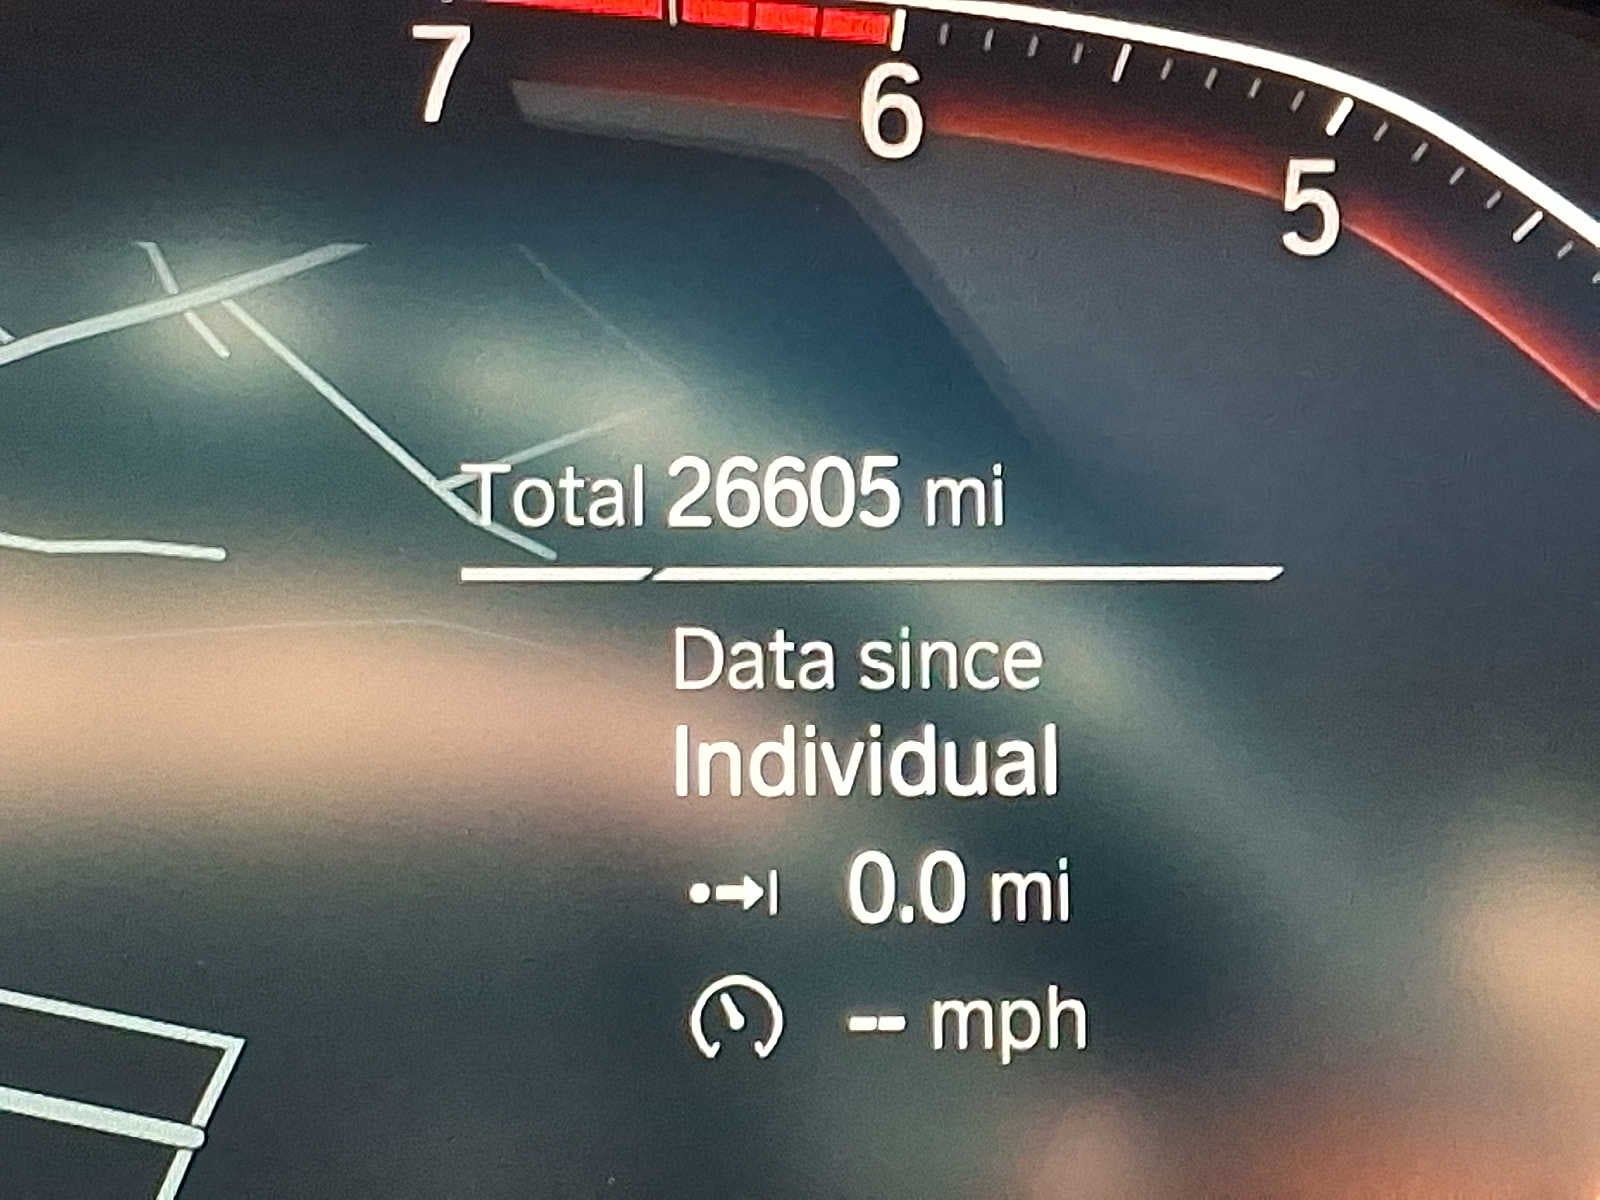 7
6
5
Total 26605 mi
Data since
Individual
0.0 mi
-- mph